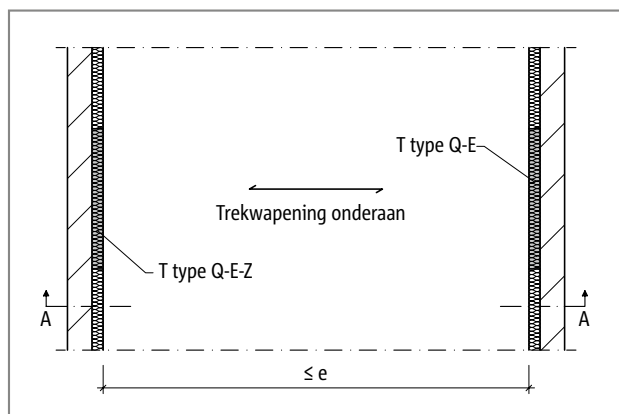 T type Q-E
Trekwapening onderaan
T type Q-E-Z
A
A
≤ e